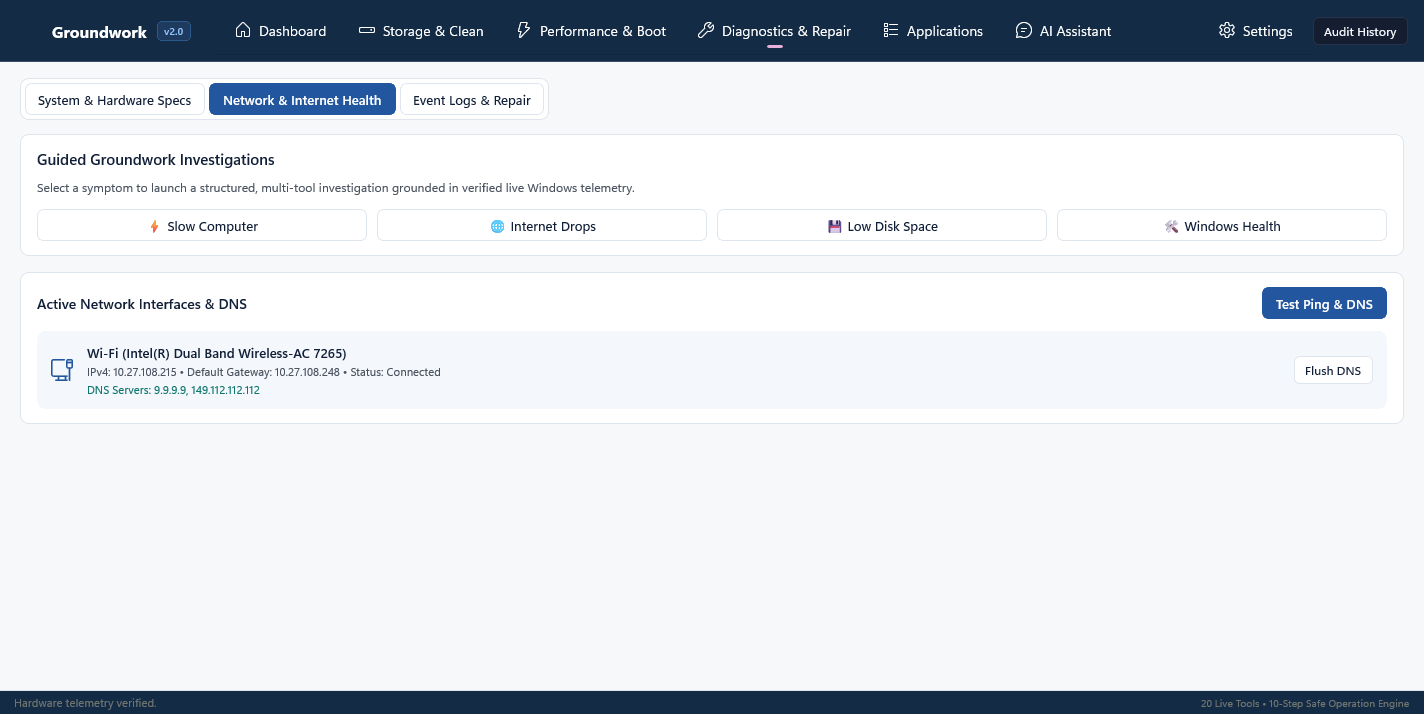 Groundwork v2.0 Dashboard Storage & Clean Performance & Boot Diagnostics & Repair Applications AI Assistant Settings Audit History
System & Hardware Specs Network & Internet Health Event Logs & Repair
Guided Groundwork Investigations
Select a symptom to launch a structured, multi-tool investigation grounded in verified live Windows telemetry.
Slow Computer Internet Drops Low Disk Space Windows Health
Active Network Interfaces & DNS Test Ping & DNS
Wi-Fi (Intel(R) Dual Band Wireless-AC 7265)
IPv4: 10.27.108.215 • Default Gateway: 10.27.108.248 • Status: Connected
Flush DNS
DNS Servers: 9.9.9.9, 149.112.112.112
Hardware telemetry verified. 20 Live Tools • 10-Step Safe Operation Engine